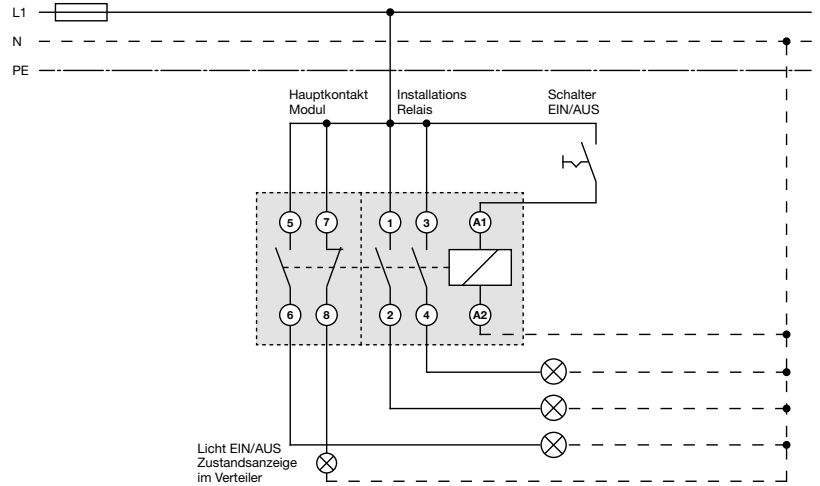 L1
N
PE
Hauptkontakt
Modul
Installations
Relais
Schalter
EIN/AUS
5 7 1 3 A1
6 8 2 4 A2
Licht EIN/AUS
Zustandsanzeige
im Verteiler